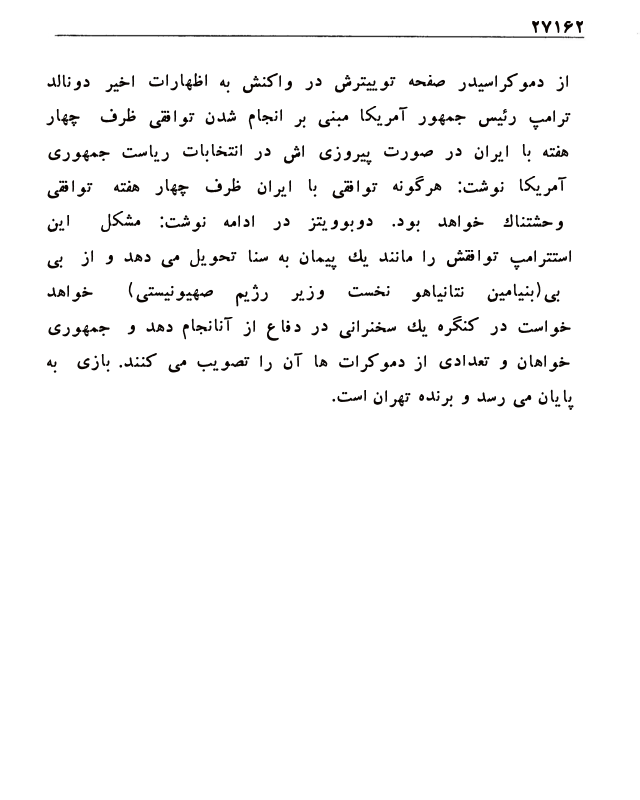 ۲۷۱۶۲
از دموکراسیدر صفحه توییترش در واکنش به اظهارات اخیر دونالد
ترامپ رئیس جمهور آمریکا مبنی بر انجام شدن توافقی ظرف چهار
هفته با ایران در صورت پیروزی اش در انتخابات ریاست جمهوری
آمریکا نوشت: هرگونه توافقی با ایران ظرف چهار هفته توافقی
وحشتناك خواهد بود. دوبوویتز در ادامه نوشت: مشکل این
استترامپ توافقش را مانند يك پیمان به سنا تحویل می دهد و از بی
بی(بنیامین نتانیاهو نخست وزیر رژیم صهیونیستی) خواهد
خواست در کنگره يك سخنرانی در دفاع از آنانجام دهد و جمهوری
خواهان و تعدادی از دموکرات ها آن را تصویب می کنند. بازی به
پایان می رسد و برنده تهران است.